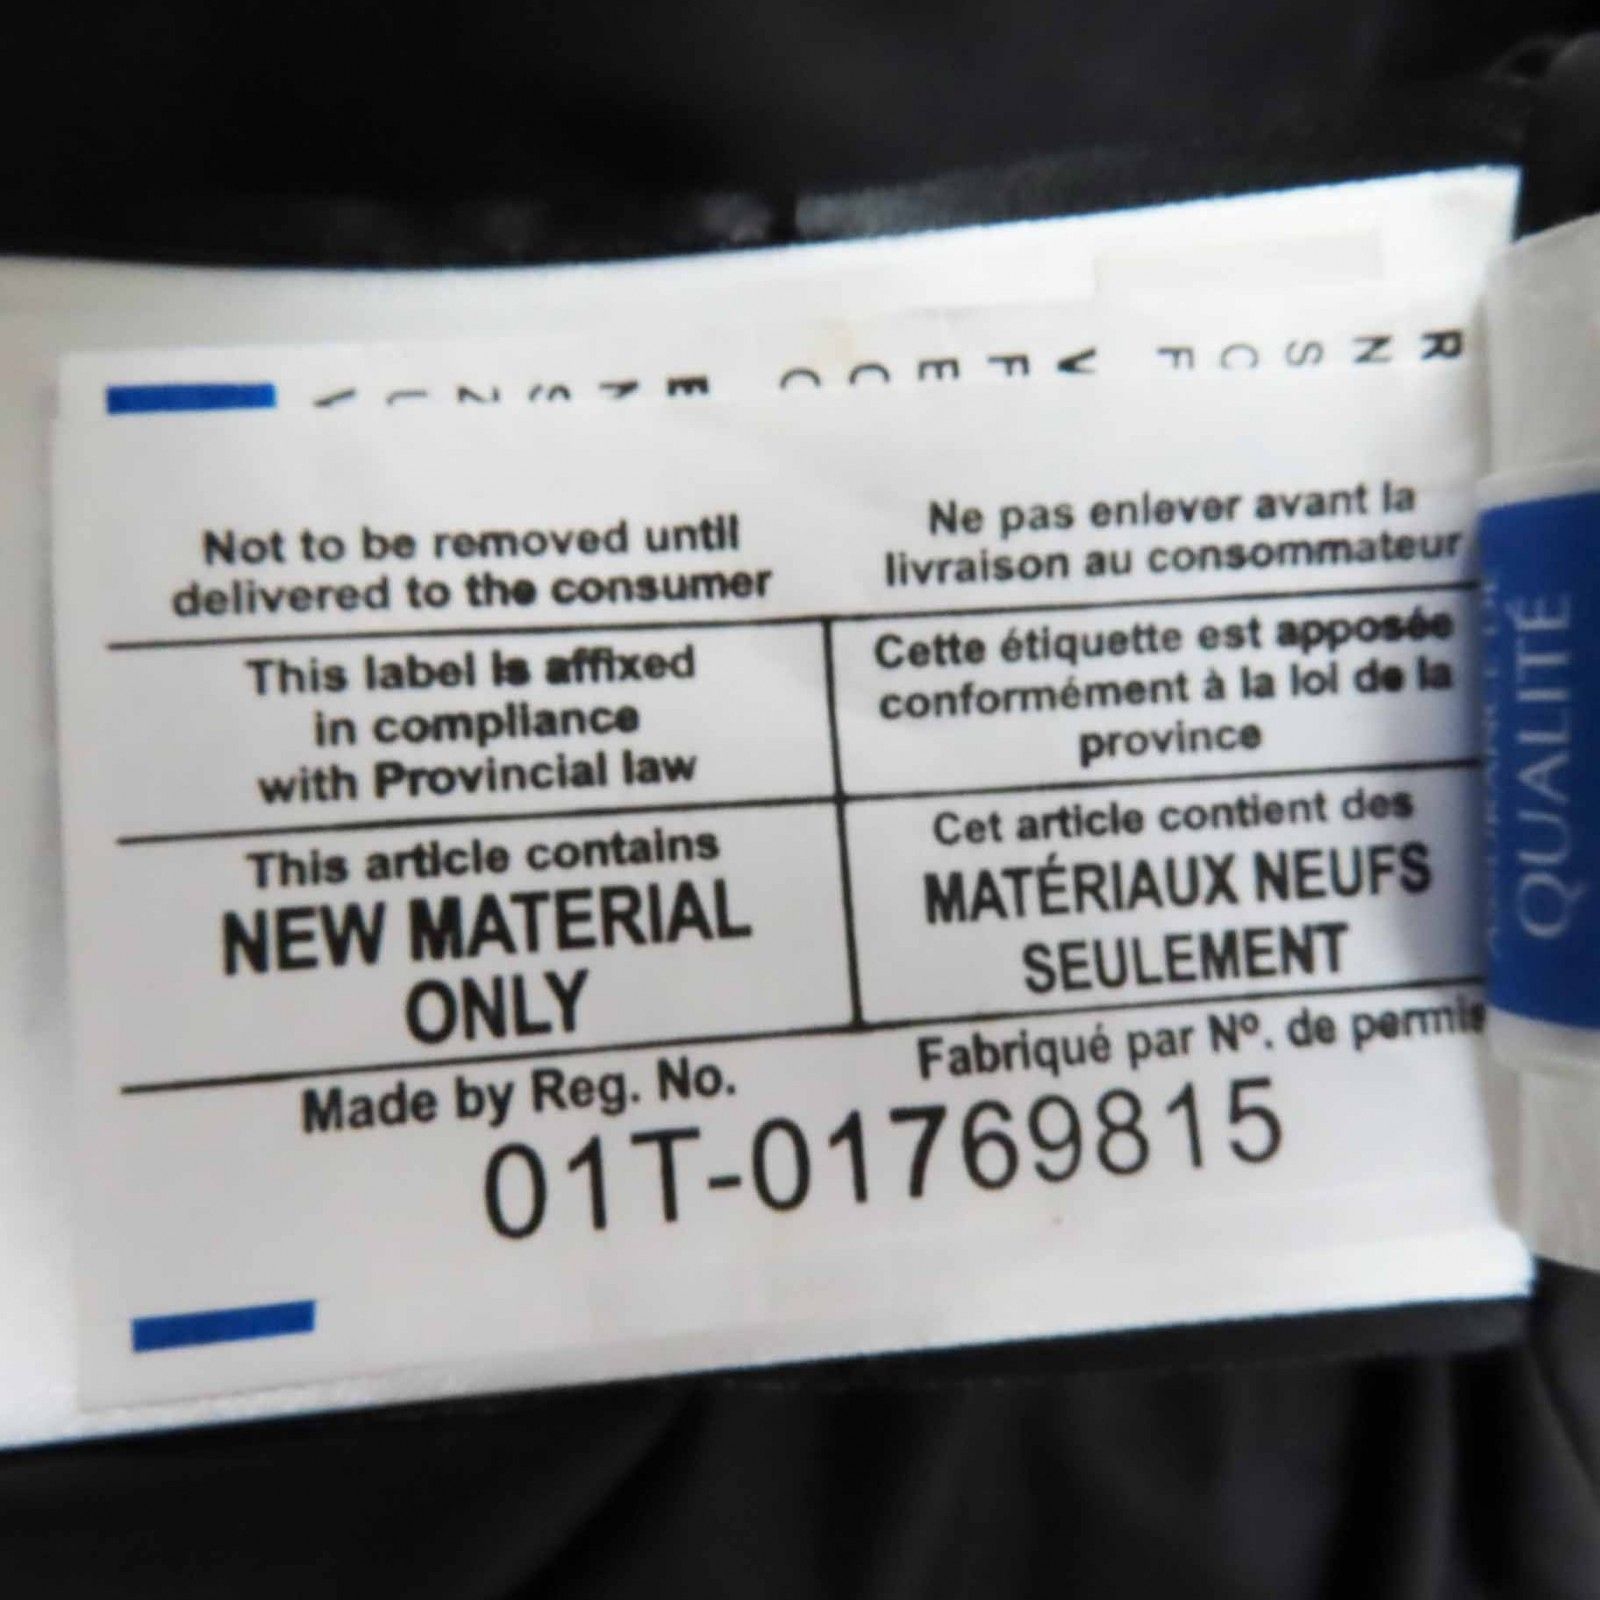 Not to be removed until
delivered to the consumer
Ne pas enlever avant la
livraison au consommateur
This label is affixed
in compliance
with Provincial law
Cette étiquette est apposée
conformément à la loi de la
province
This article contains
NEW MATERIAL
ONLY
Cet article contient des
MATÉRIAUX NEUFS
SEULEMENT
Made by Reg. No.
Fabriqué par Nº. de permis
01T-01769815
QUALITÉ